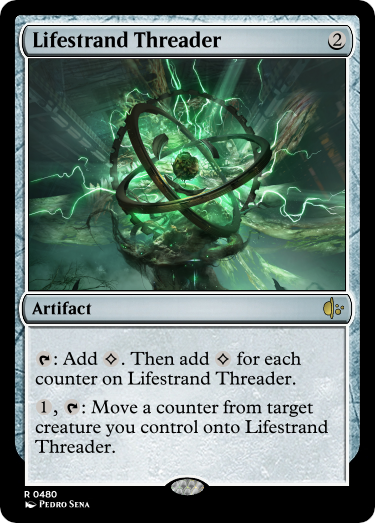 Lifestrand Threader 2
Artifact
: Add . Then add for each
counter on Lifestrand Threader.
1, : Move a counter from target
creature you control onto Lifestrand
Threader.
R 0480
Pedro Sena